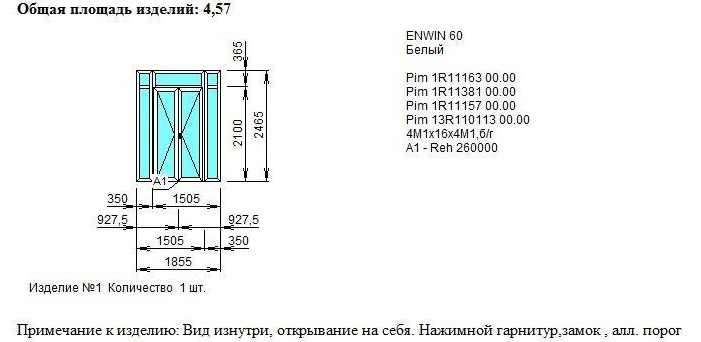 Общая площадь изделий: 4,57
ENWIN 60
Белый
Pim 1R11163 00.00
Pim 1R11381 00.00
Pim 1R11157 00.00
Pim 13R110113 00.00
4М1х16х4М1,б/г
A1 - Reh 260000
365
2100
2465
A1
350
1505
927,5
927,5
1505
350
1855
Изделие №1 Количество 1 шт.
Примечание к изделию: Вид изнутри, открывание на себя. Нажимной гарнитур,замок , алл. порог